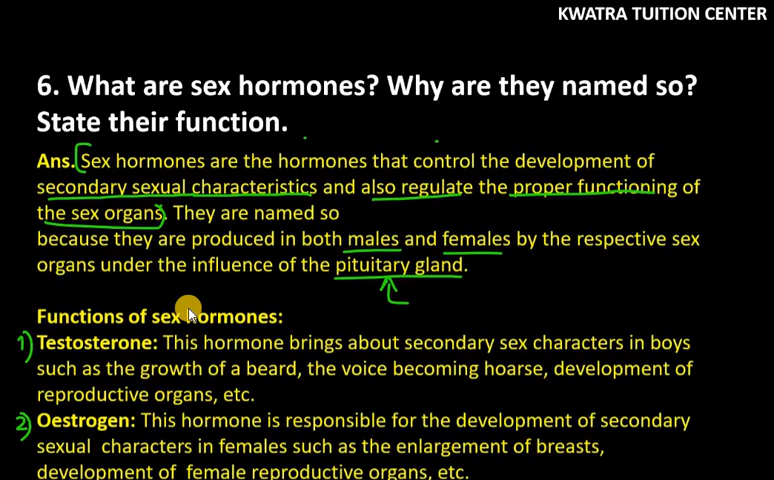 KWATRA TUITION CENTER
6. What are sex hormones? Why are they named so?
State their function.
Ans. Sex hormones are the hormones that control the development of
secondary sexual characteristics and also regulate the proper functioning of
the sex organs. They are named so
because they are produced in both males and females by the respective sex
organs under the influence of the pituitary gland.
Functions of sex hormones:
1) Testosterone: This hormone brings about secondary sex characters in boys
such as the growth of a beard, the voice becoming hoarse, development of
reproductive organs, etc.
2) Oestrogen: This hormone is responsible for the development of secondary
sexual characters in females such as the enlargement of breasts,
development of female reproductive organs, etc.